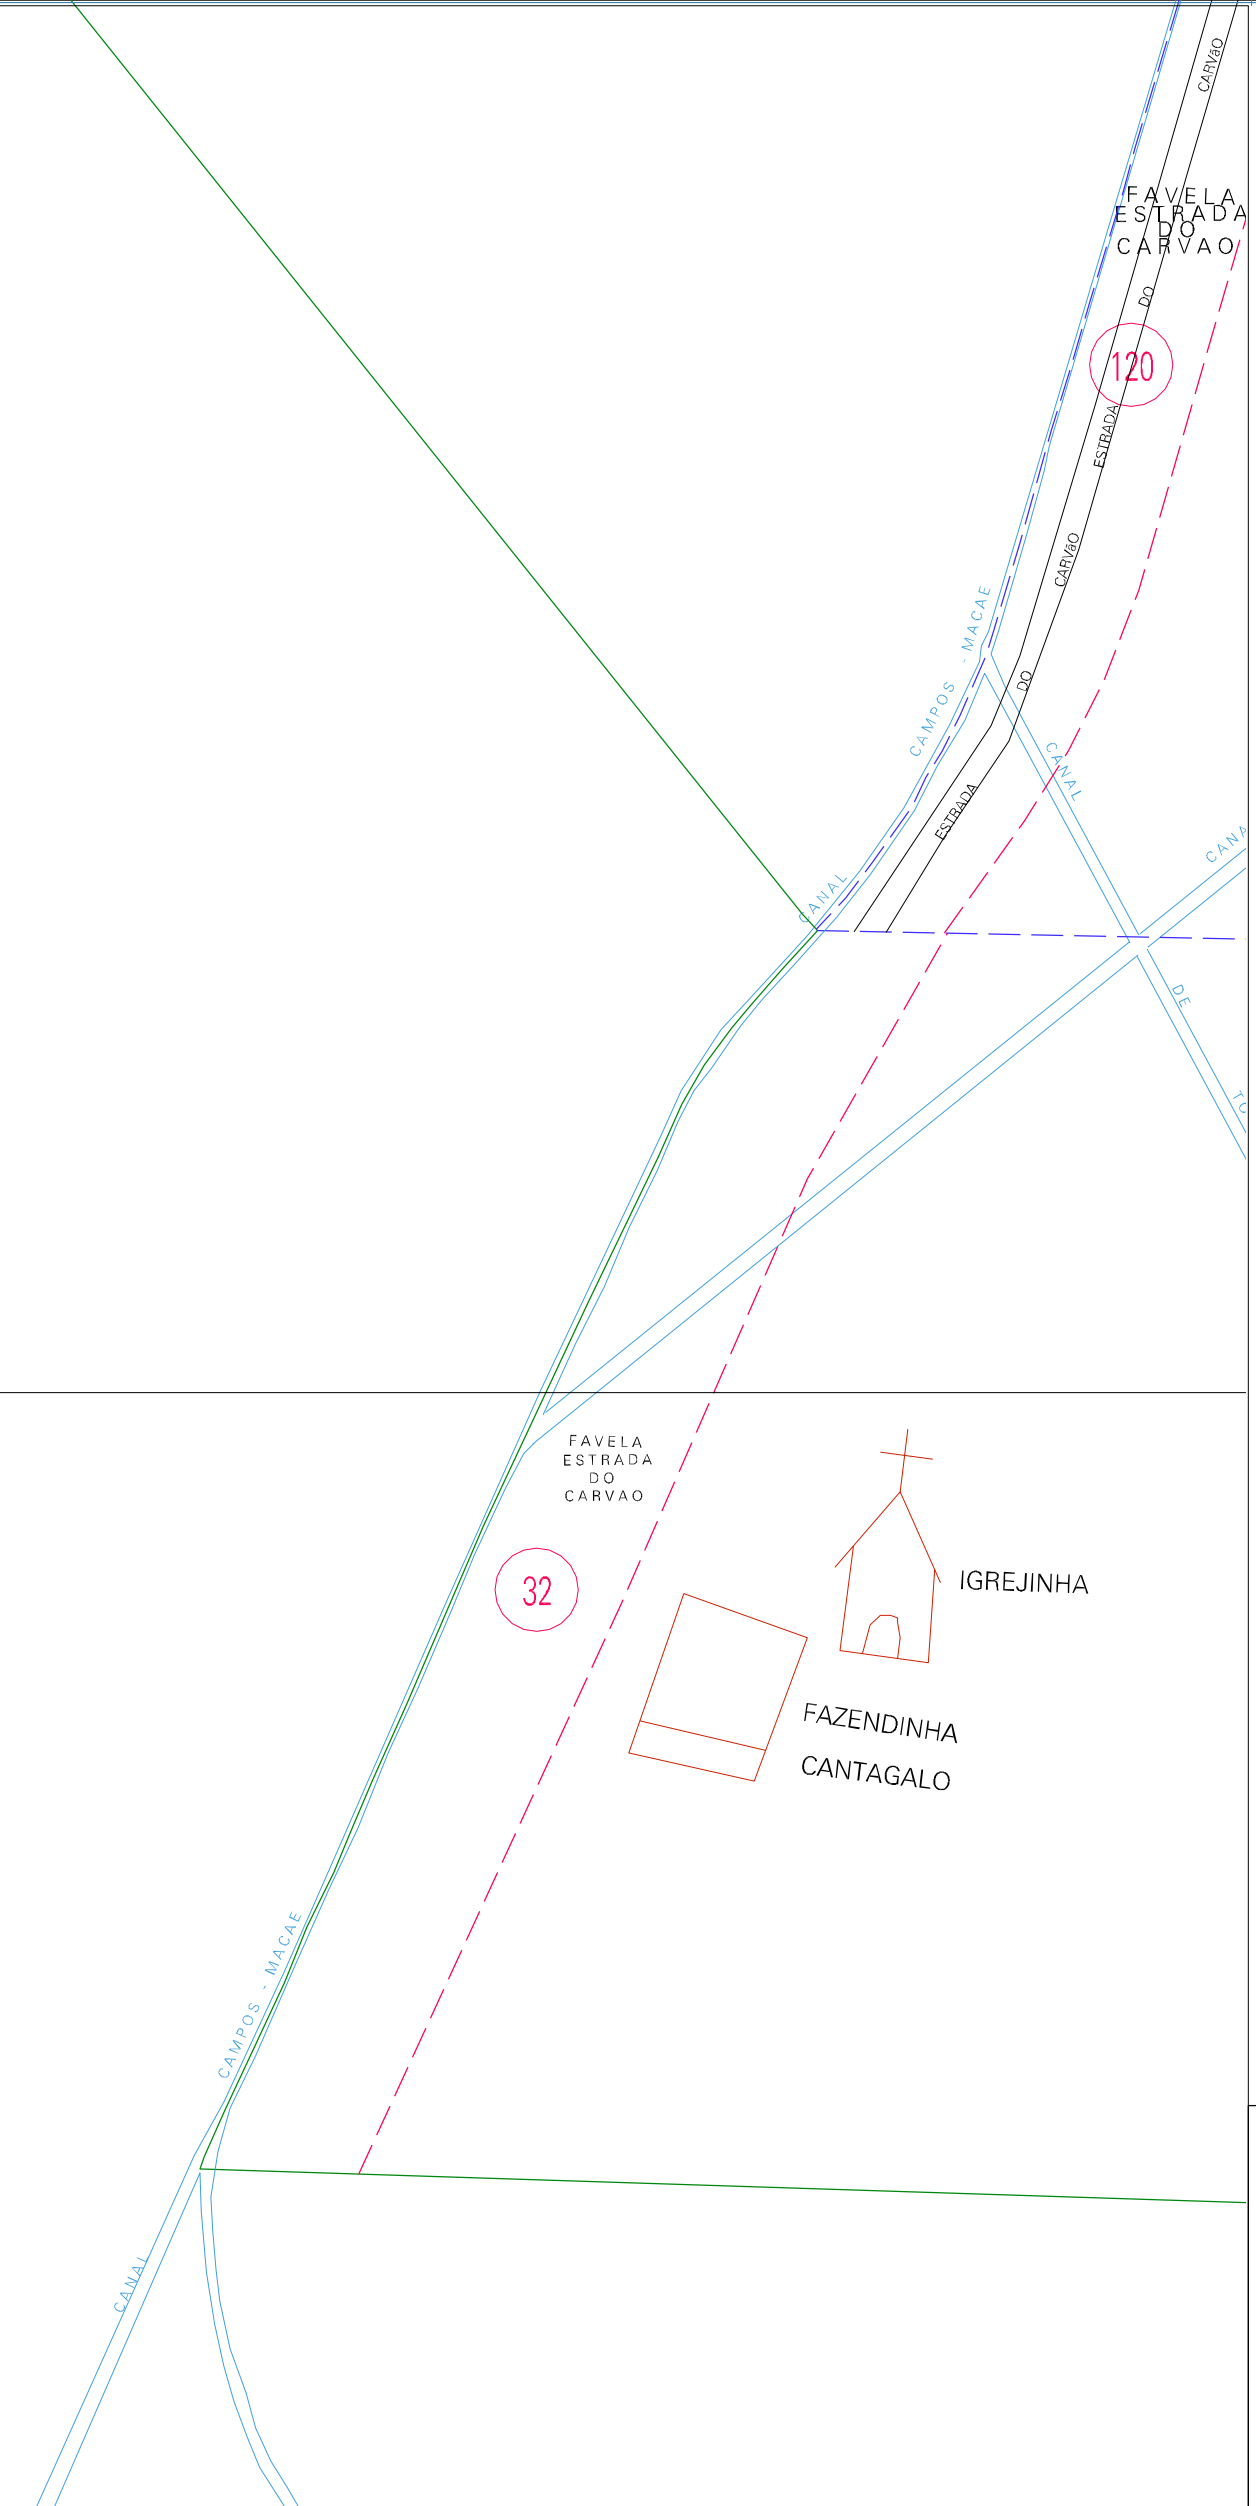 CARVãO
FAVELA
ESTRADA
DO
CARVAO
DO
120
ESTRADA
CARVãO
CAMPOS - MACAE
DO
CANAL
ESTRADA
CANA
CANAL
DE
FAVELA
ESTRADA
DO
CARVAO
IGREJINHA
32
FAZENDINHA
CANTAGALO
CAMPOS - MACAE
CANAL